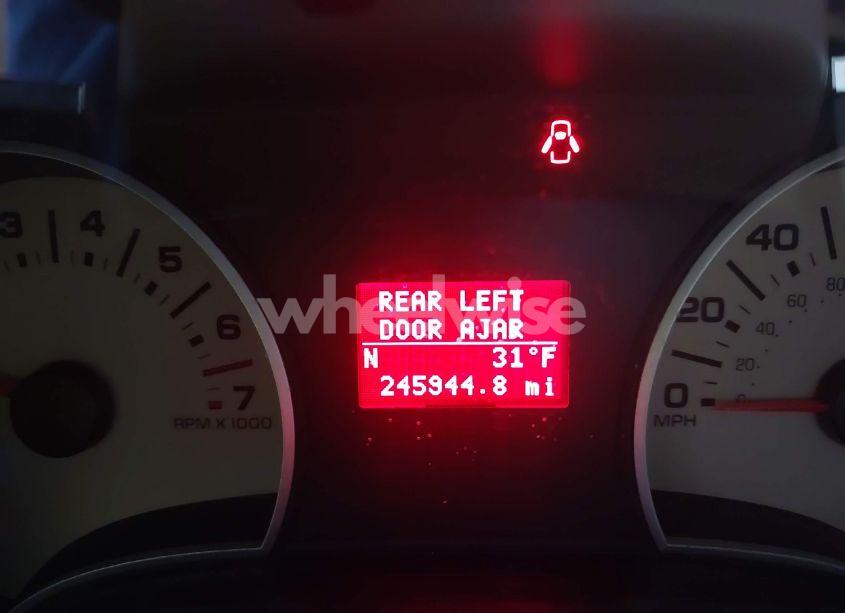 3 4 5 6 7
RPM X 1000
wheelwise
REAR LEFT
DOOR AJAR
N 31°F
245944.8 mi
40 20 0
80 60 40 20 0
MPH